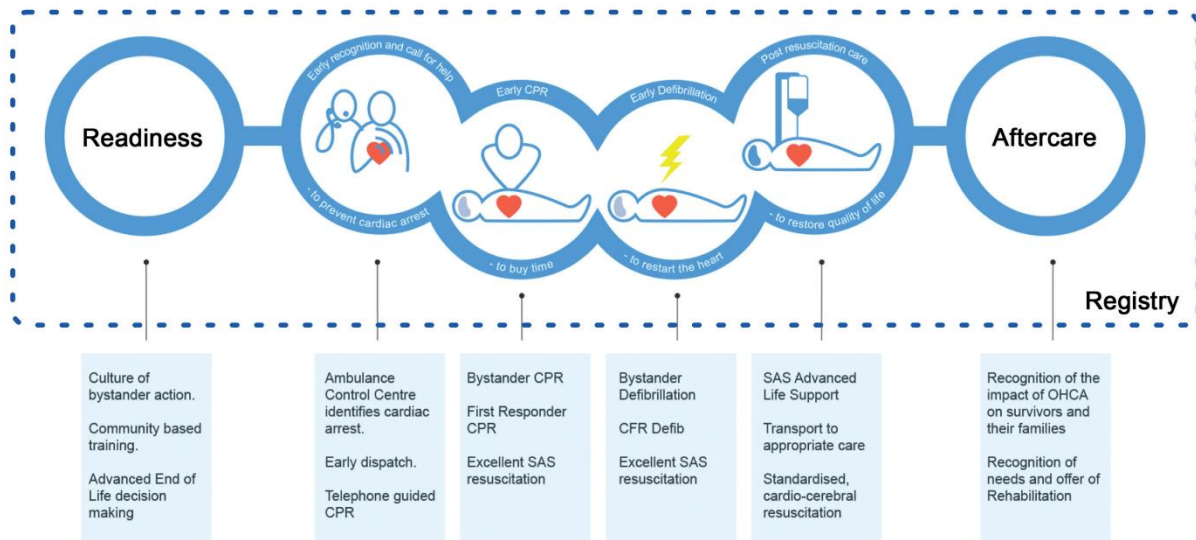 Readiness
Early recognition and call for help
- to prevent cardiac arrest
Early CPR
- to buy time
Early Defibrillation
- to restart the heart
Post resuscitation care
- to restore quality of life
Aftercare
Registry
Culture of
bystander action.
Community based
training.
Advanced End of
Life decision
making
Ambulance
Control Centre
identifies cardiac
arrest.
Early dispatch.
Telephone guided
CPR
Bystander CPR
First Responder
CPR
Excellent SAS
resuscitation
Bystander
Defibrillation
CFR Defib
Excellent SAS
resuscitation
SAS Advanced
Life Support
Transport to
appropriate care
Standardised,
cardio-cerebral
resuscitation
Recognition of the
impact of OHCA
on survivors and
their families
Recognition of
needs and offer of
Rehabilitation